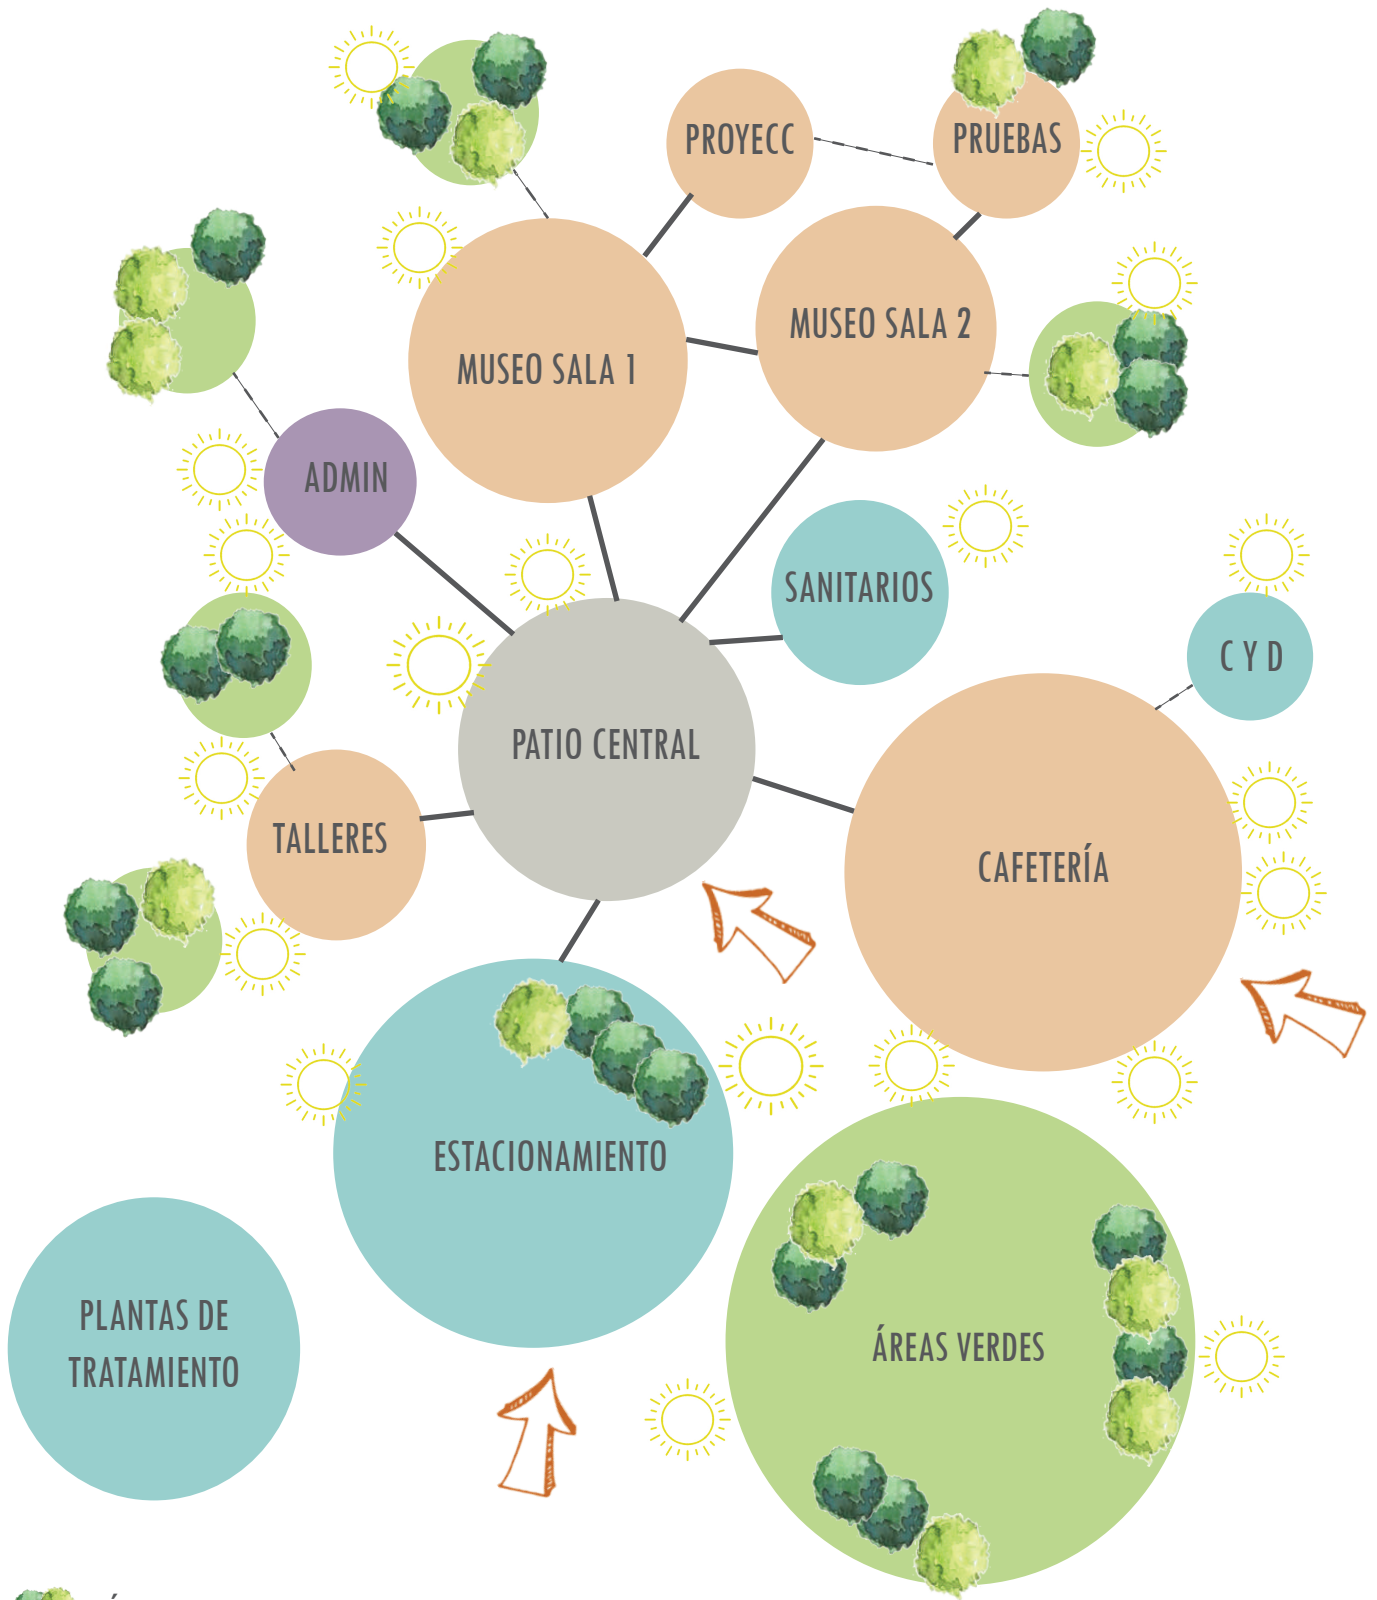 PROYECC
PRUEBAS
MUSEO SALA 2
MUSEO SALA 1
ADMIN
SANITARIOS
C Y D
PATIO CENTRAL
TALLERES
CAFETERÍA
ESTACIONAMIENTO
PLANTAS DE
TRATAMIENTO
ÁREAS VERDES